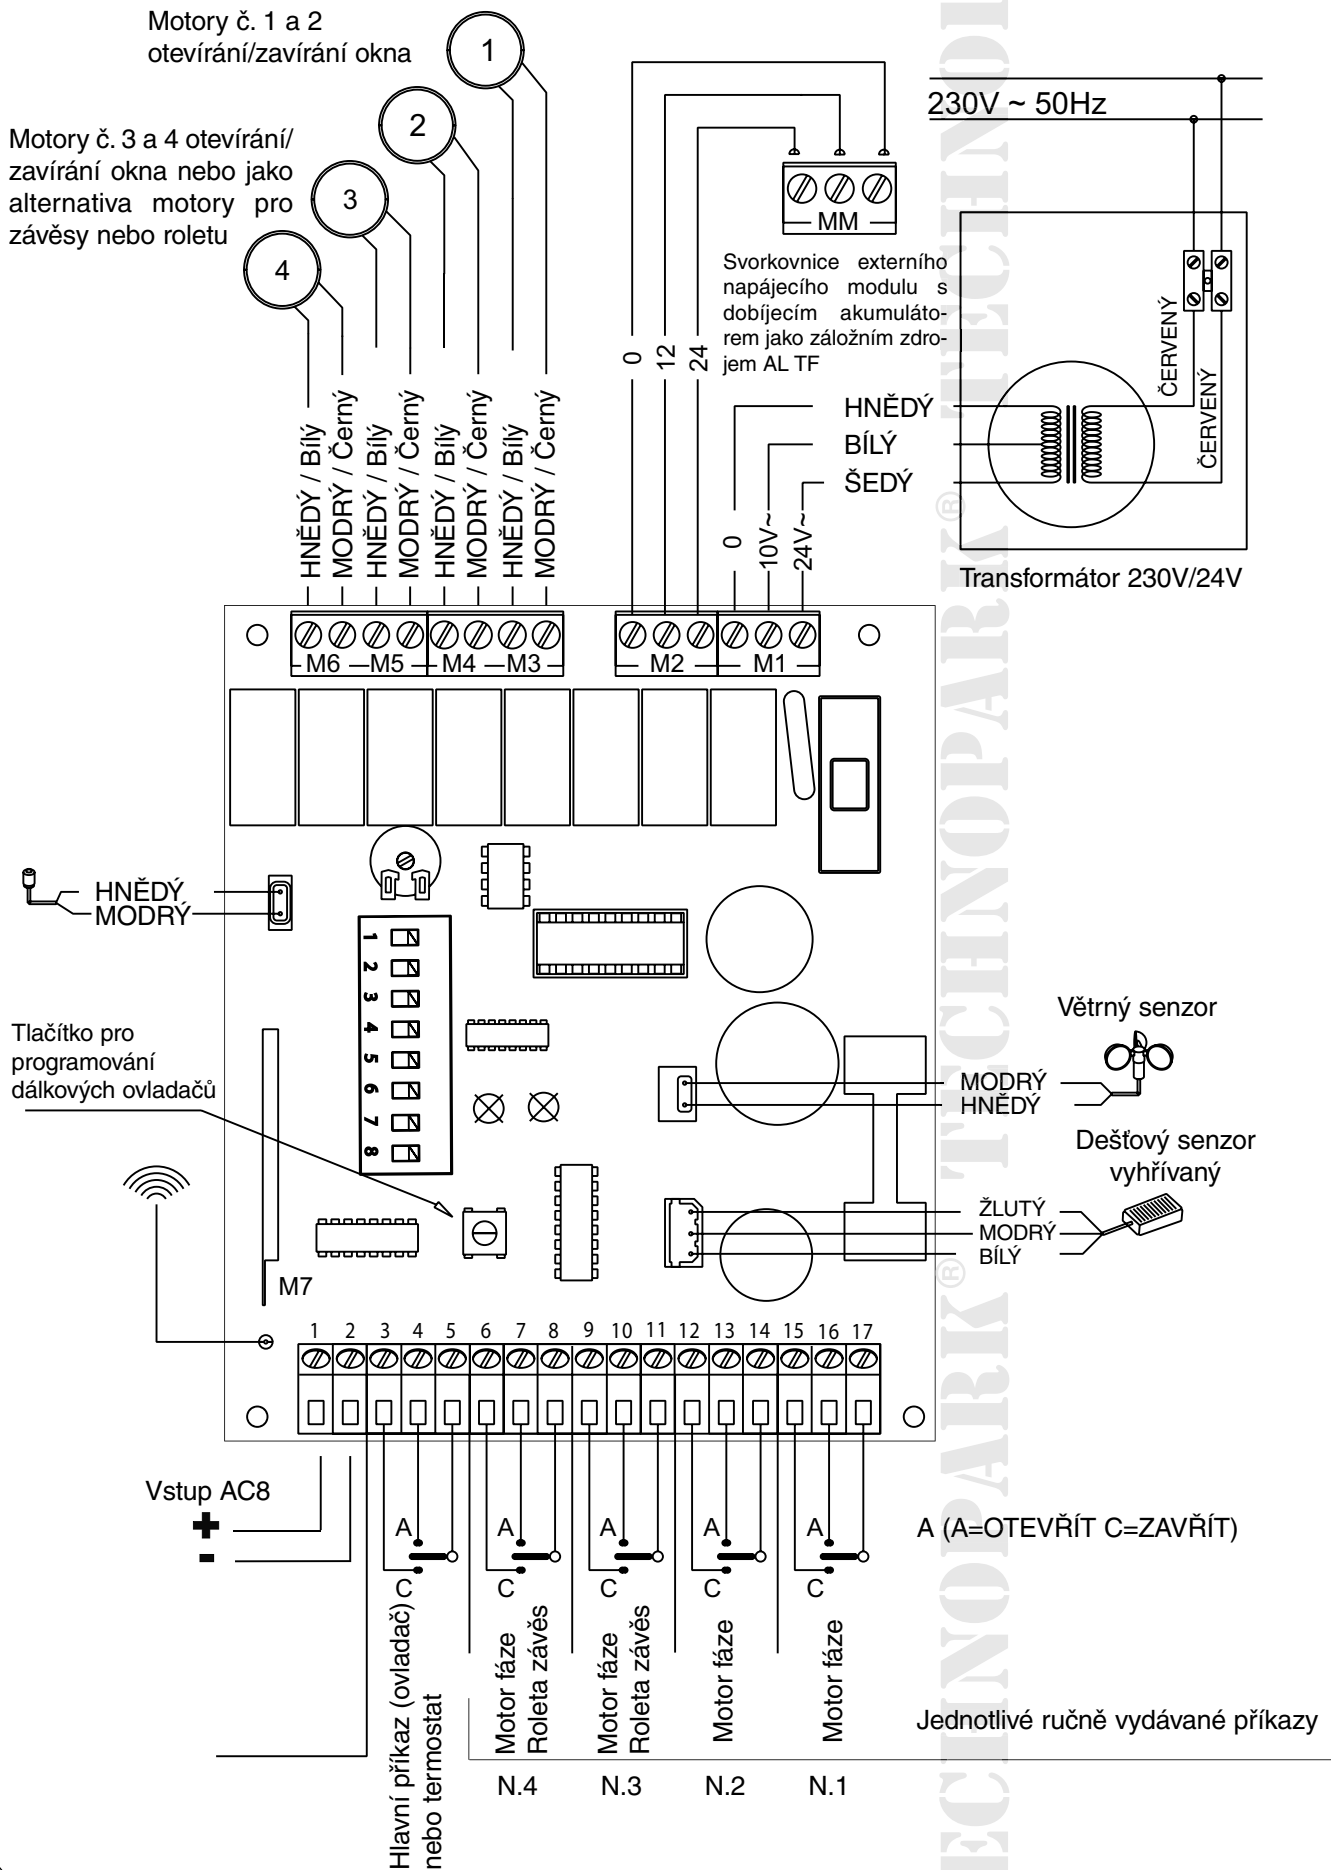 Motory č. 1 a 2
otevírání/zavírání okna
1
2
Motory č. 3 a 4 otevírání/
zavírání okna nebo jako
alternativa motory pro
závěsy nebo roletu
3
4
230V ~ 50Hz
MM
Svorkovnice externího
napájecího modulu s
dobíjecím akumuláto-
rem jako záložním zdro-
jem AL TF
0
12
24
ČERVENÝ
ČERVENÝ
HNĚDÝ
BÍLÝ
ŠEDÝ
0
10V~
24V~
Transformátor 230V/24V
HNĚDÝ / Bílý
MODRÝ / Černý
HNĚDÝ / Bílý
MODRÝ / Černý
HNĚDÝ / Bílý
MODRÝ / Černý
HNĚDÝ / Bílý
MODRÝ / Černý
M6
M5
M4
M3
M2
M1
HNĚDÝ
MODRÝ
1
2
3
4
5
6
7
8
Tlačítko pro
programování
dálkových ovladačů
Větrný senzor
MODRÝ
HNĚDÝ
Dešťový senzor
vyhřívaný
ŽLUTÝ
MODRÝ
BÍLÝ
M7
1 2 3 4 5 6 7 8 9 10 11 12 13 14 15 16 17
Vstup AC8
+
-
A
C
A
C
A
C
A
C
A
C
A (A=OTEVŘÍT C=ZAVŘÍT)
Hlavní příkaz (ovladač)
nebo termostat
Motor fáze
Roleta závěs
Motor fáze
Roleta závěs
Motor fáze
Motor fáze
Jednotlivé ručně vydávané příkazy
N.4
N.3
N.2
N.1
TECHNOPARK®
TECHNOPARK®